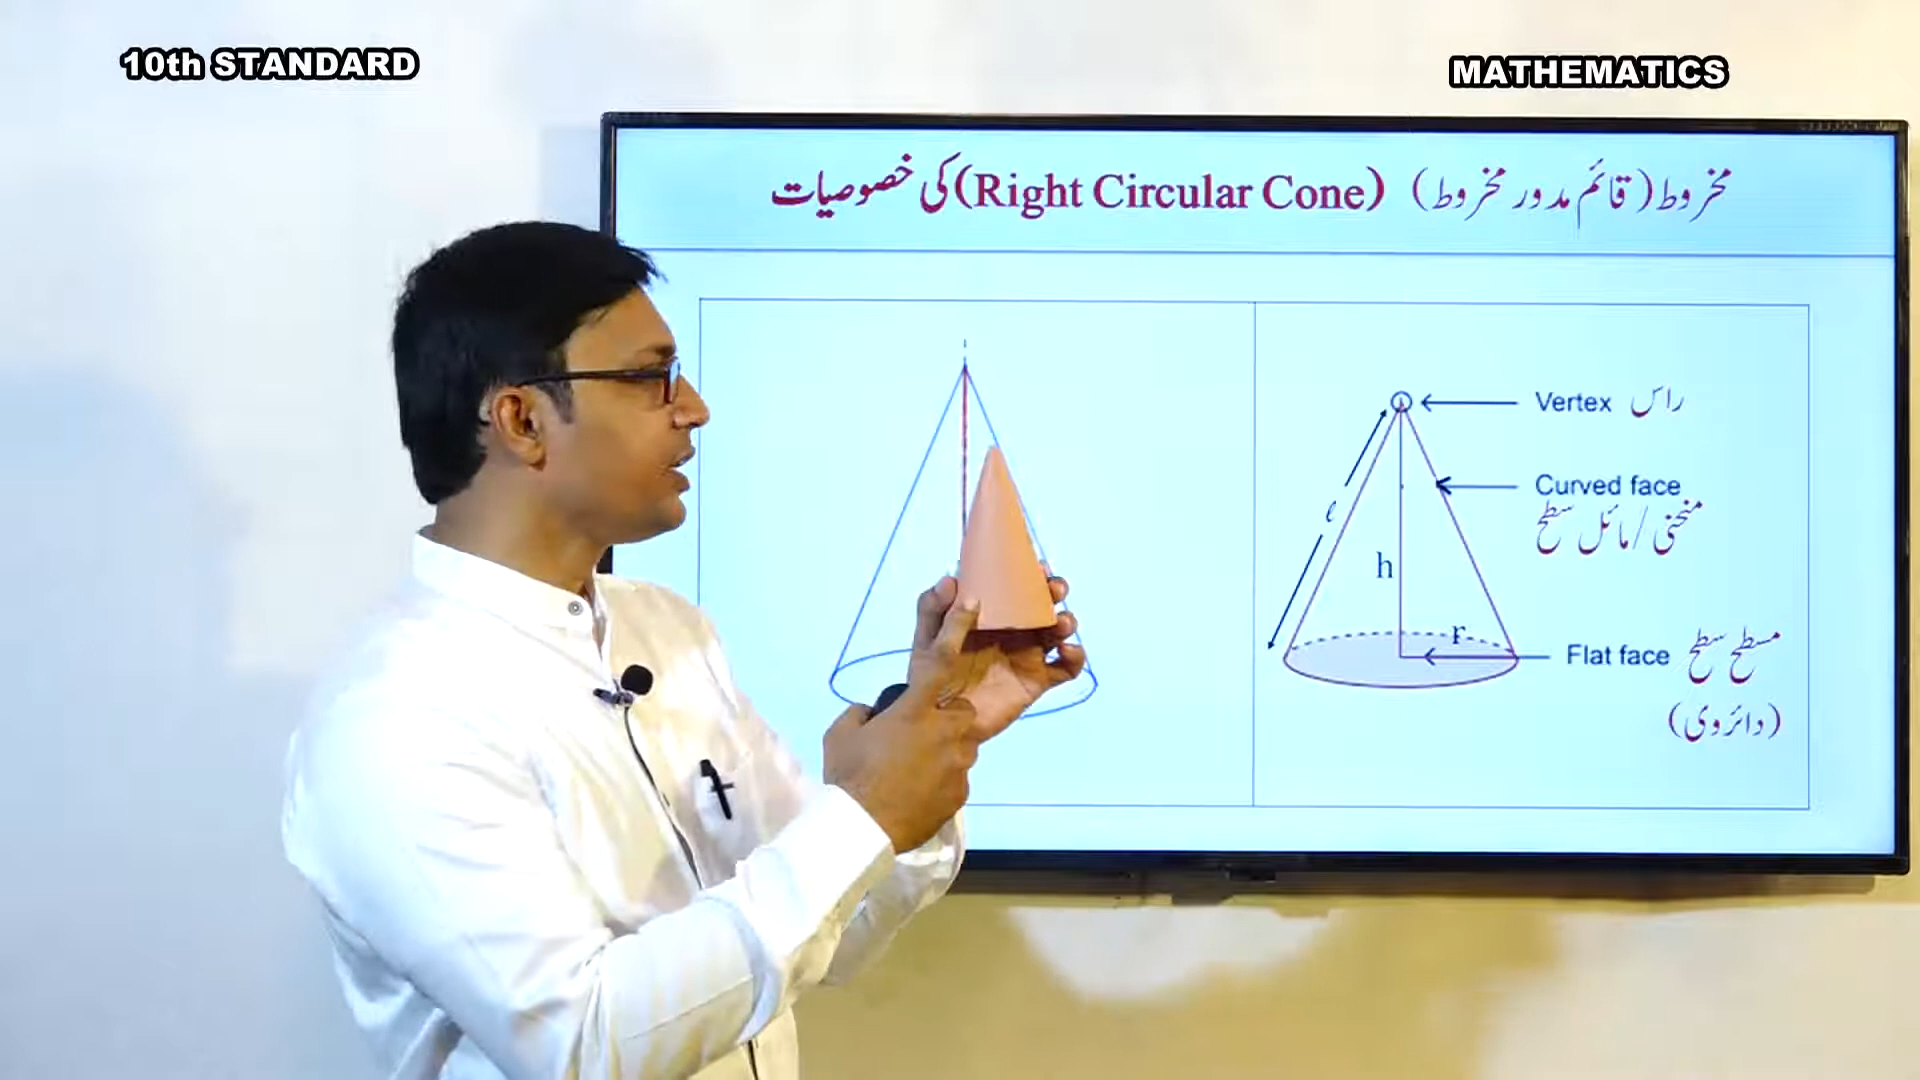 10th STANDARD
MATHEMATICS
مخروط (قائم مدور مخروط) (Right Circular Cone) کی خصوصیات
Vertex راس
Curved face
منحنی/مائل سطح
ℓ
h
r
Flat face مسطح سطح
(دائروی)